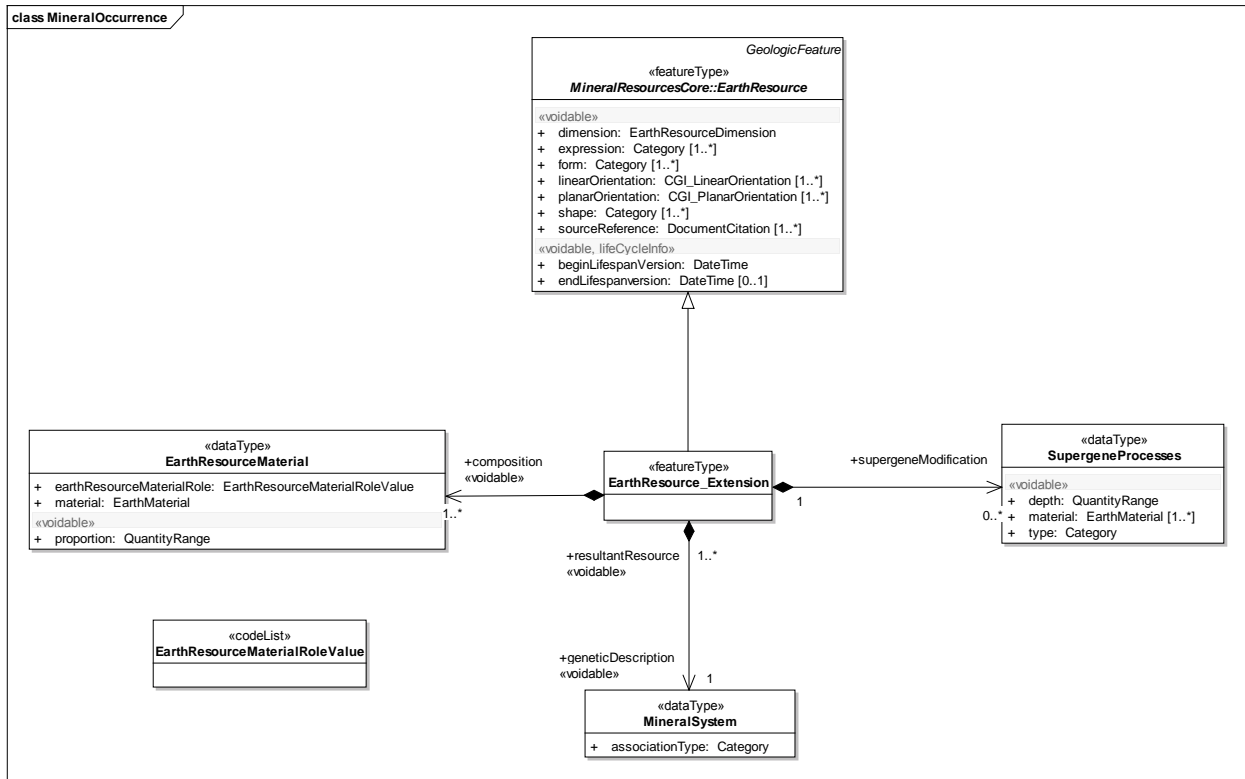 class MineralOccurrence
GeologicFeature
«featureType»
MineralResourcesCore::EarthResource
«voidable»
+ dimension: EarthResourceDimension
+ expression: Category [1..*]
+ form: Category [1..*]
+ linearOrientation: CGI_LinearOrientation [1..*]
+ planarOrientation: CGI_PlanarOrientation [1..*]
+ shape: Category [1..*]
+ sourceReference: DocumentCitation [1..*]
«voidable, lifeCycleInfo»
+ beginLifespanVersion: DateTime
+ endLifespanversion: DateTime [0..1]
«dataType»
EarthResourceMaterial
+ earthResourceMaterialRole: EarthResourceMaterialRoleValue
+ material: EarthMaterial
«voidable»
+ proportion: QuantityRange
+composition
«voidable»
1..*
«featureType»
EarthResource_Extension
+supergeneModification
1
0..*
«dataType»
SupergeneProcesses
«voidable»
+ depth: QuantityRange
+ material: EarthMaterial [1..*]
+ type: Category
+resultantResource
«voidable»
1..*
«codeList»
EarthResourceMaterialRoleValue
+geneticDescription
«voidable»
1
«dataType»
MineralSystem
+ associationType: Category